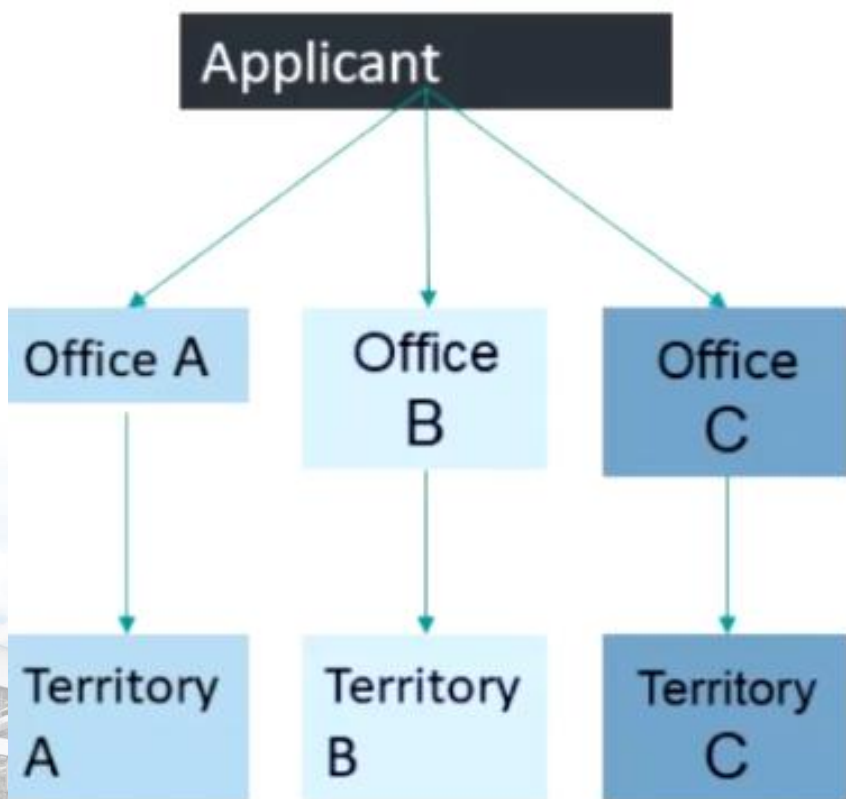 Applicant
Office A
Office
B
Office
C
Territory
A
Territory
B
Territory
C